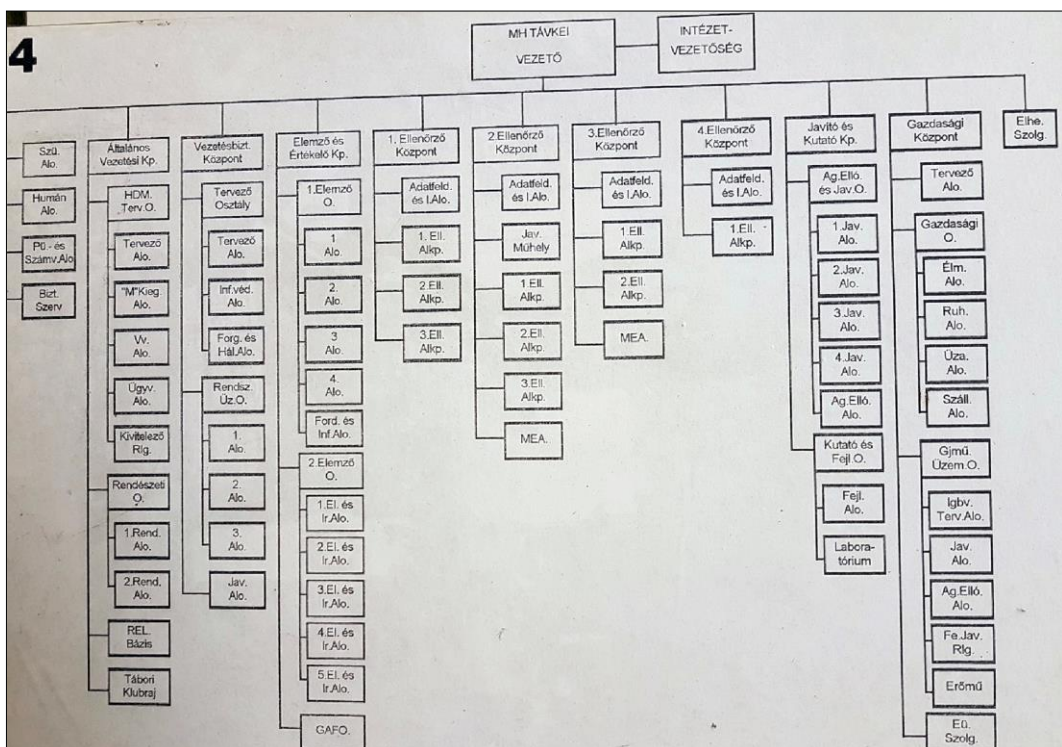 4
MH TÁVKEI
VEZETŐ
INTÉZET-
VEZETŐSÉG
Szü.
Alo.
Humán
Alo.
Pü.- és
Számv.Alo
Bizt.
Szerv
Általános
Vezetési Kp.
HDM.
Terv.O.
Tervező
Alo.
"M"Kieg.
Alo.
Vv.
Alo.
Ügyv.
Alo.
Kivitelező
Rlg.
Rendészeti
O.
1.Rend.
Alo.
2.Rend.
Alo.
REL.
Bázis
Tábori
Klubraj
Vezetésbizt.
Központ
Tervező
Osztály
Tervező
Alo.
Inf.véd.
Alo.
Forg. és
Hál.Alo.
Rendsz.
Üz.O.
1.
Alo.
2.
Alo.
3.
Alo.
Jav.
Alo.
Elemző és
Értékelő Kp.
1.Elemző
O.
1
Alo.
2.
Alo.
3
Alo.
4.
Alo.
Ford. és
Inf.Alo.
2.Elemző
O.
1.El. és
Ir.Alo.
2.El. és
Ir.Alo.
3.El. és
Ir.Alo.
4.El. és
Ir.Alo.
5.El. és
Ir.Alo.
GAFO.
1. Ellenőrző
Központ
Adatfeld.
és I.Alo.
1. Ell.
Alkp.
2.Ell.
Alkp.
3.Ell.
Alkp.
2.Ellenőrző
Központ
Adatfeld.
és I.Alo.
Jav.
Műhely
1.Ell.
Alkp.
2.Ell.
Alkp.
3.Ell.
Alkp.
MEA.
3.Ellenőrző
Központ
Adatfeld.
és I.Alo.
1.Ell.
Alkp.
2.Ell.
Alkp.
MEA.
4.Ellenőrző
Központ
Adatfeld.
és I.Alo.
1.Ell.
Alkp.
Javító és
Kutató Kp.
Ag.Elló.
és Jav.O.
1.Jav.
Alo.
2.Jav.
Alo.
3.Jav.
Alo.
4.Jav.
Alo.
Ag.Elló.
Alo.
Kutató és
Fejl.O.
Fejl.
Alo.
Labora-
tórium
Gazdasági
Központ
Tervező
Alo.
Gazdasági
O.
Élm.
Alo.
Ruh.
Alo.
Üza.
Alo.
Száll.
Alo.
Gjmű.
Üzem.O.
Igbv.
Terv.Alo.
Jav.
Alo.
Ag.Elló.
Alo.
Fe.Jav.
Rlg.
Erőmű
Eü.
Szolg.
Elhe.
Szolg.